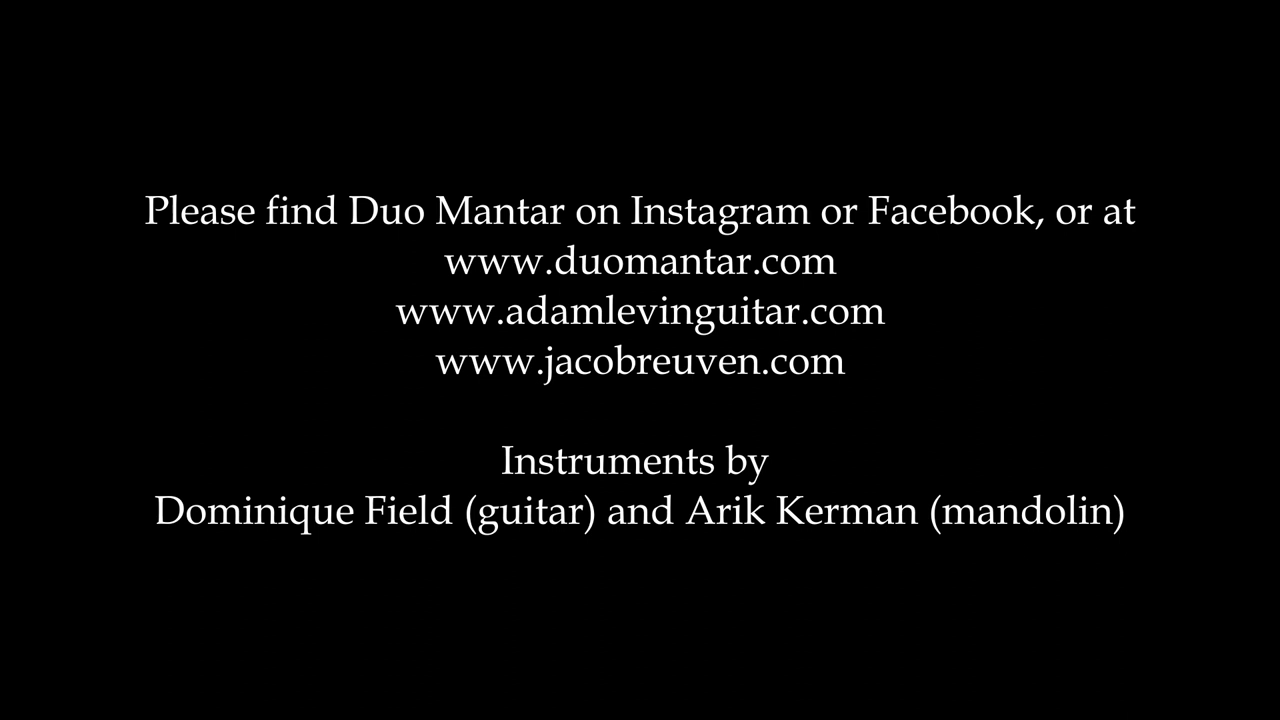 Please find Duo Mantar on Instagram or Facebook, or at
www.duomantar.com
www.adamlevinguitar.com
www.jacobreuven.com
Instruments by
Dominique Field (guitar) and Arik Kerman (mandolin)